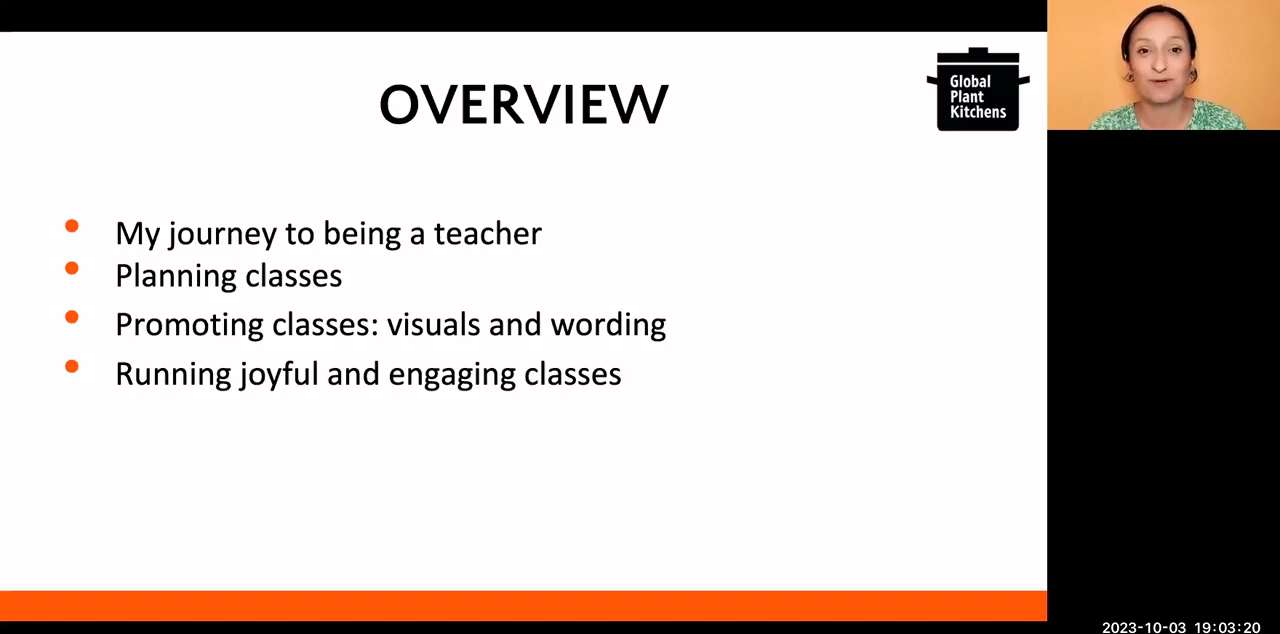 OVERVIEW
Global
Plant
Kitchens
My journey to being a teacher
Planning classes
Promoting classes: visuals and wording
Running joyful and engaging classes
2023-10-03 19:03:20